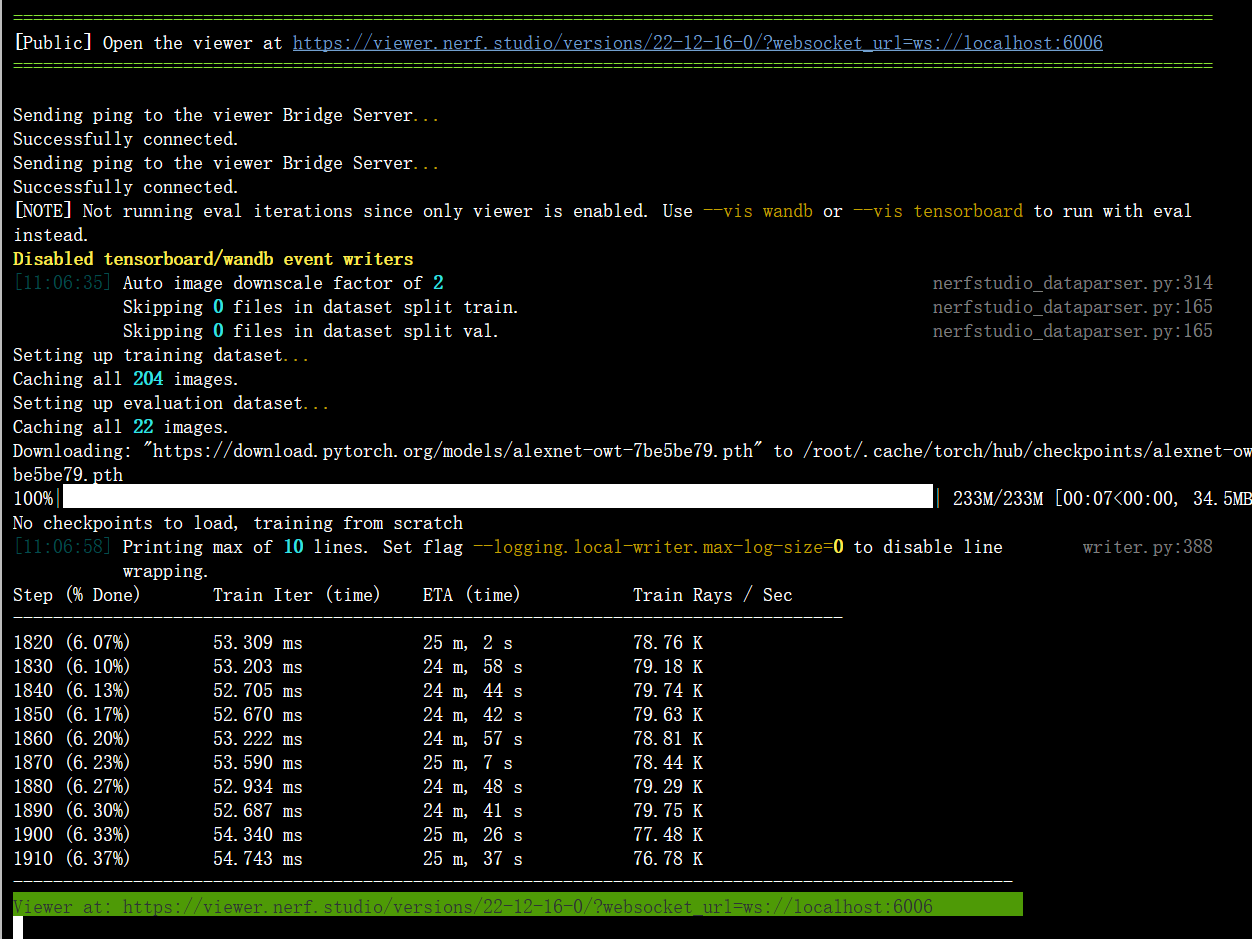 [Public] Open the viewer at https://viewer.nerf.studio/versions/22-12-16-0/?websocket_url=ws://localhost:6006
Sending ping to the viewer Bridge Server...
Successfully connected.
Sending ping to the viewer Bridge Server...
Successfully connected.
[NOTE] Not running eval iterations since only viewer is enabled. Use --vis wandb or --vis tensorboard to run with eval
instead.
Disabled tensorboard/wandb event writers
[11:06:35] Auto image downscale factor of 2 nerfstudio_dataparser.py:314
Skipping 0 files in dataset split train. nerfstudio_dataparser.py:165
Skipping 0 files in dataset split val. nerfstudio_dataparser.py:165
Setting up training dataset...
Caching all 204 images.
Setting up evaluation dataset...
Caching all 22 images.
Downloading: "https://download.pytorch.org/models/alexnet-owt-7be5be79.pth" to /root/.cache/torch/hub/checkpoints/alexnet-ow
be5be79.pth
100%| | 233M/233M [00:07<00:00, 34.5MB
No checkpoints to load, training from scratch
[11:06:58] Printing max of 10 lines. Set flag --logging.local-writer.max-log-size=0 to disable line writer.py:388
wrapping.
Step (% Done) Train Iter (time) ETA (time) Train Rays / Sec
1820 (6.07%) 53.309 ms 25 m, 2 s 78.76 K
1830 (6.10%) 53.203 ms 24 m, 58 s 79.18 K
1840 (6.13%) 52.705 ms 24 m, 44 s 79.74 K
1850 (6.17%) 52.670 ms 24 m, 42 s 79.63 K
1860 (6.20%) 53.222 ms 24 m, 57 s 78.81 K
1870 (6.23%) 53.590 ms 25 m, 7 s 78.44 K
1880 (6.27%) 52.934 ms 24 m, 48 s 79.29 K
1890 (6.30%) 52.687 ms 24 m, 41 s 79.75 K
1900 (6.33%) 54.340 ms 25 m, 26 s 77.48 K
1910 (6.37%) 54.743 ms 25 m, 37 s 76.78 K
Viewer at: https://viewer.nerf.studio/versions/22-12-16-0/?websocket_url=ws://localhost:6006